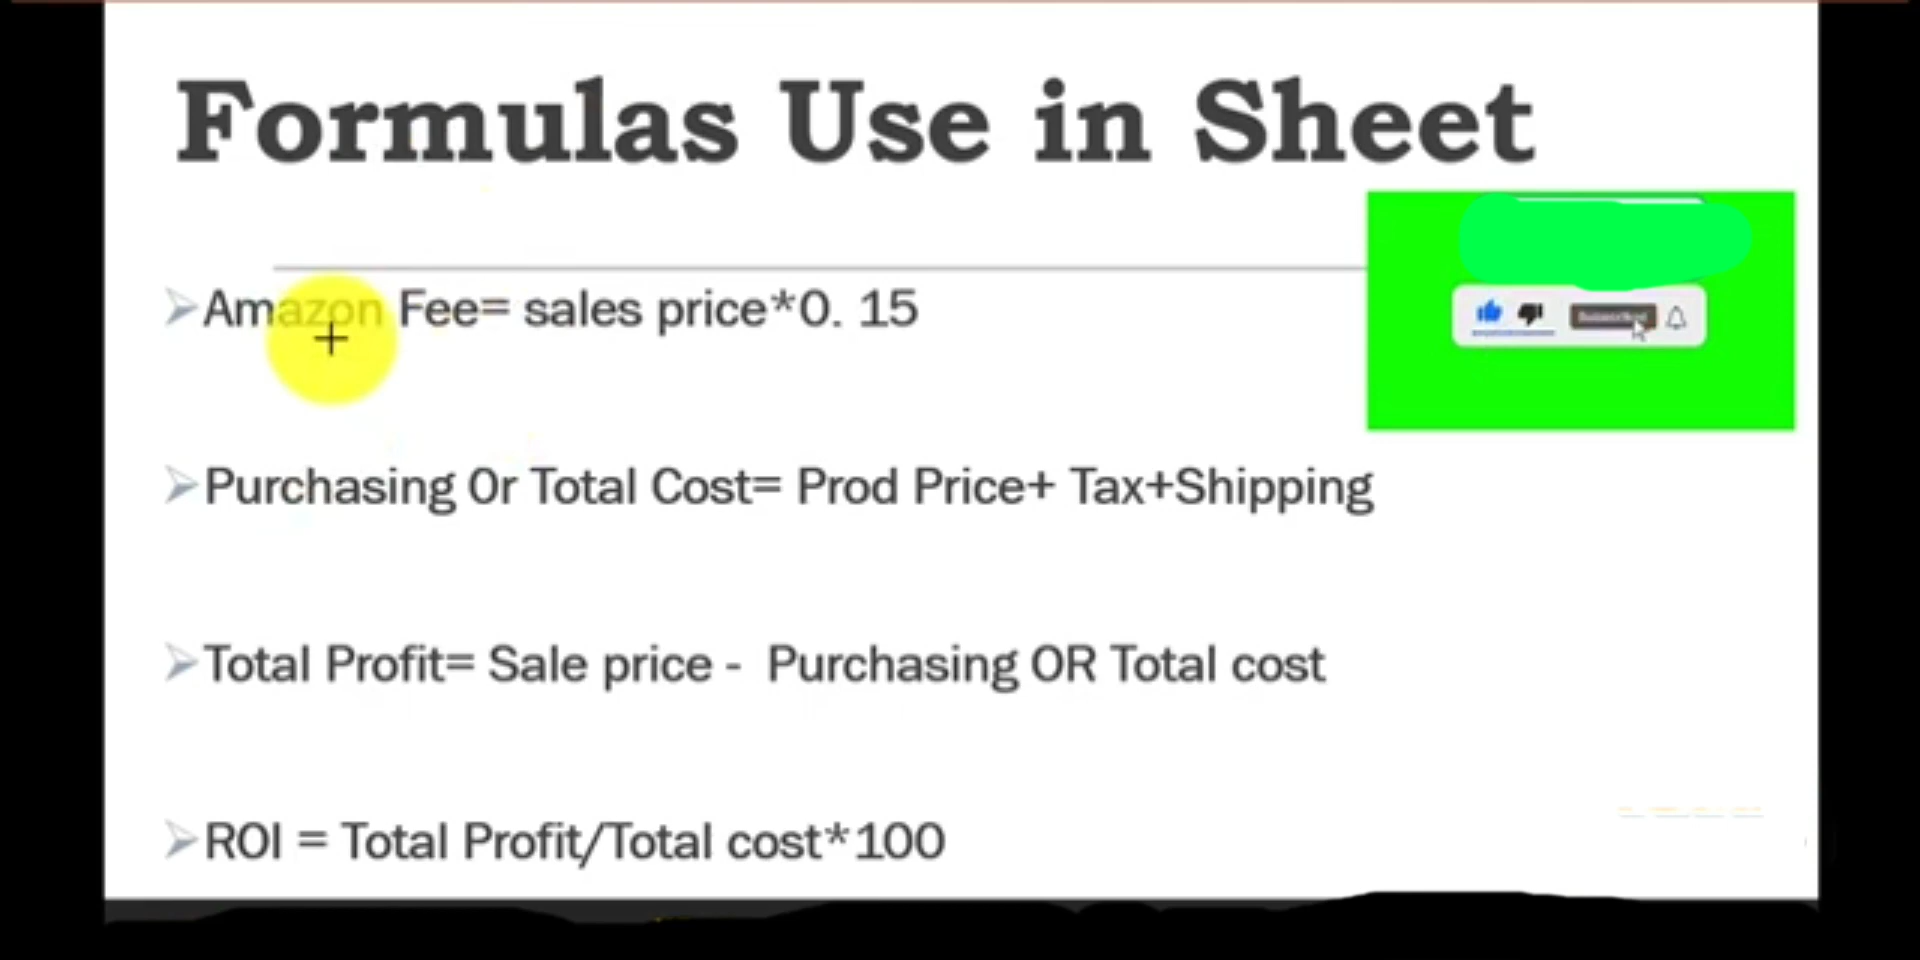 Formulas Use in Sheet
Amazon Fee= sales price*0. 15
Purchasing Or Total Cost= Prod Price+ Tax+Shipping
Total Profit= Sale price - Purchasing OR Total cost
ROI = Total Profit/Total cost*100